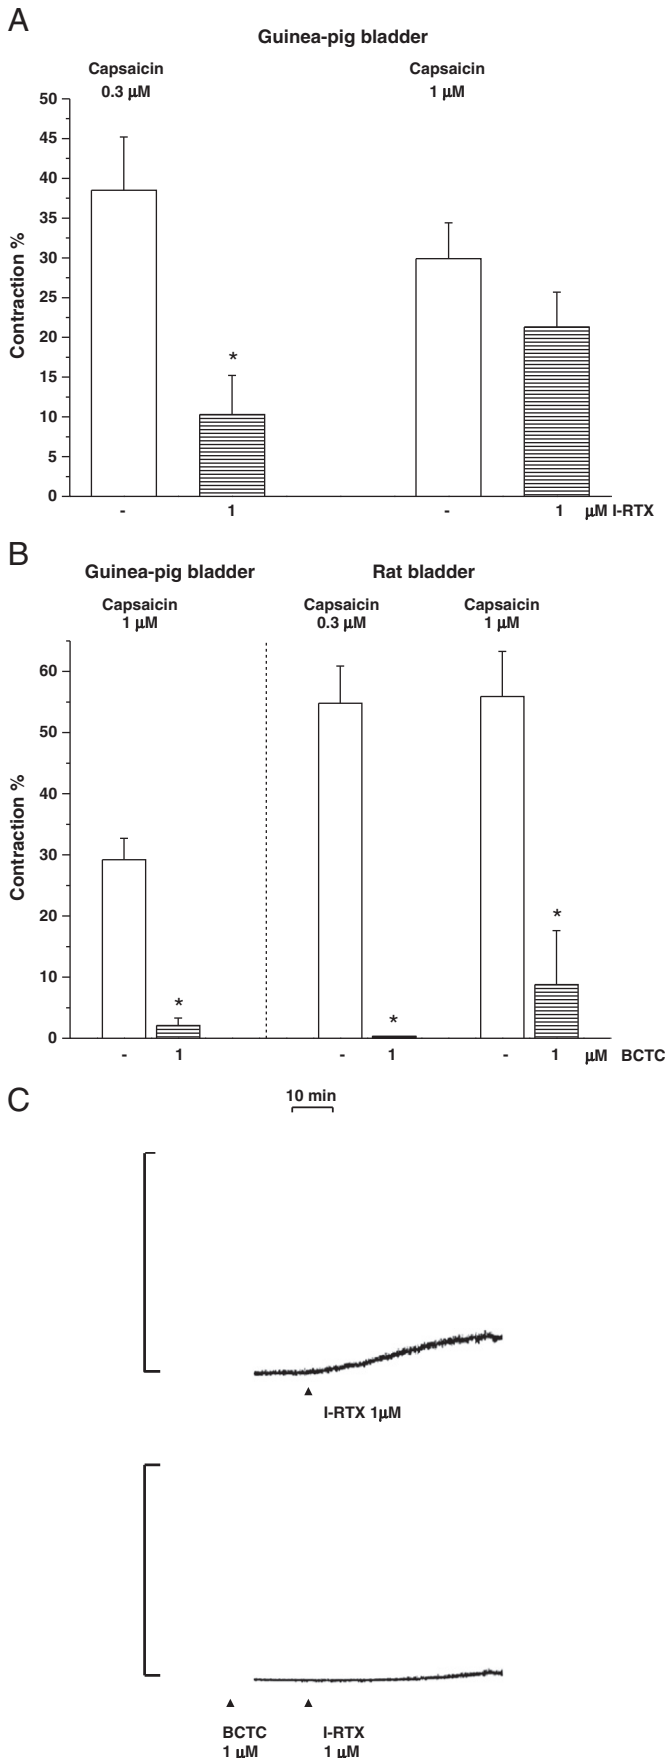 A
Guinea-pig bladder
Capsaicin Capsaicin
0.3 μM 1 μM
50
45
40
35
30
25
20
15
10
5
0
Contraction %
*
- 1 - 1 μM I-RTX
B
Guinea-pig bladder Rat bladder
Capsaicin Capsaicin Capsaicin
1 μM 0.3 μM 1 μM
60
50
40
30
20
10
0
Contraction %
* * *
- 1 - 1 - 1 μM BCTC
C
10 min
I-RTX 1μM
BCTC I-RTX
1 μM 1 μM